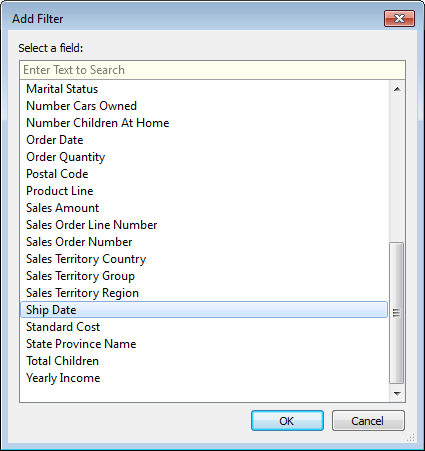 Add Filter
Select a field:
Enter Text to Search
Marital Status
Number Cars Owned
Number Children At Home
Order Date
Order Quantity
Postal Code
Product Line
Sales Amount
Sales Order Line Number
Sales Order Number
Sales Territory Country
Sales Territory Group
Sales Territory Region
Ship Date
Standard Cost
State Province Name
Total Children
Yearly Income
OK Cancel